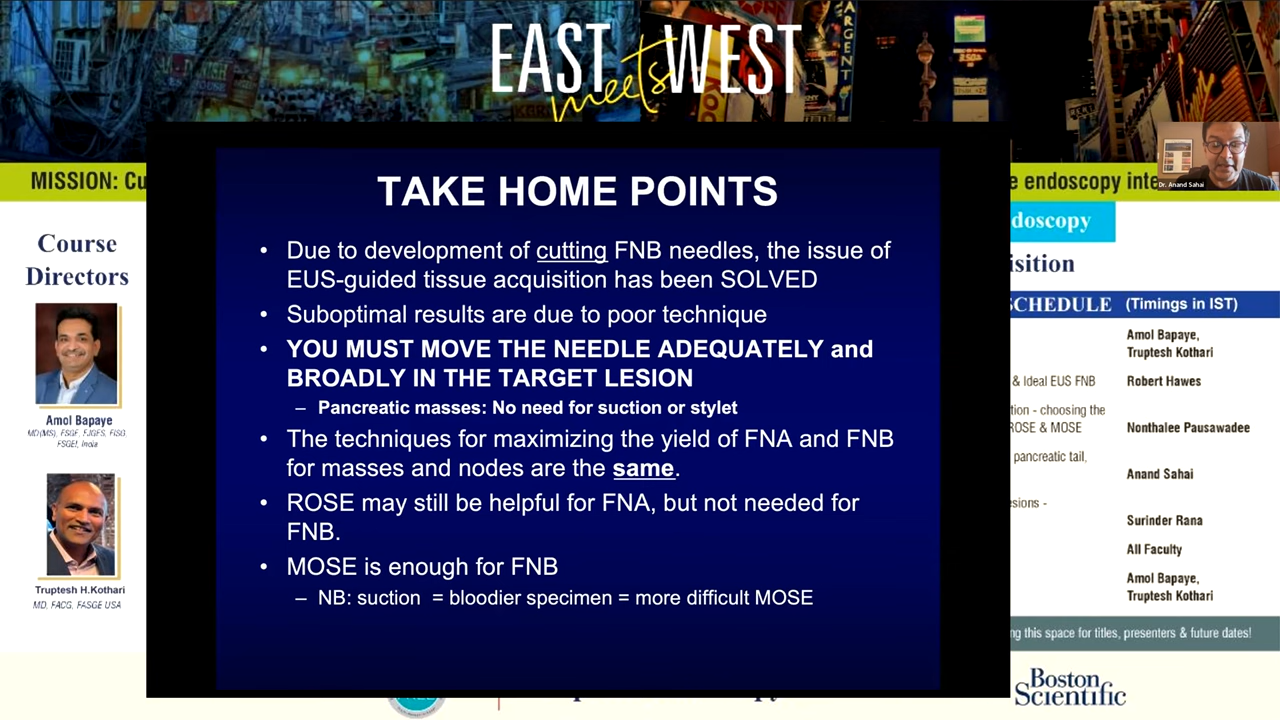 EAST meets WEST
MISSION: Cu
e endoscopy inte
Dr. Anand Sahai
Course
Directors
Amol Bapaye
MD(MS), FSGF, FJGFS, FISG,
FSGEI, India
Truptesh H.Kothari
MD, FACG, FASGE USA
TAKE HOME POINTS
• Due to development of cutting FNB needles, the issue of
EUS-guided tissue acquisition has been SOLVED
• Suboptimal results are due to poor technique
• YOU MUST MOVE THE NEEDLE ADEQUATELY and
BROADLY IN THE TARGET LESION
– Pancreatic masses: No need for suction or stylet
• The techniques for maximizing the yield of FNA and FNB
for masses and nodes are the same.
• ROSE may still be helpful for FNA, but not needed for
FNB.
• MOSE is enough for FNB
– NB: suction = bloodier specimen = more difficult MOSE
doscopy
isition
SCHEDULE (Timings in IST)
Amol Bapaye,
Truptesh Kothari
& Ideal EUS FNB Robert Hawes
tion - choosing the
ROSE & MOSE Nonthalee Pausawadee
pancreatic tail,
Anand Sahai
esions -
Surinder Rana
All Faculty
Amol Bapaye,
Truptesh Kothari
ng this space for titles, presenters & future dates!
Boston
Scientific